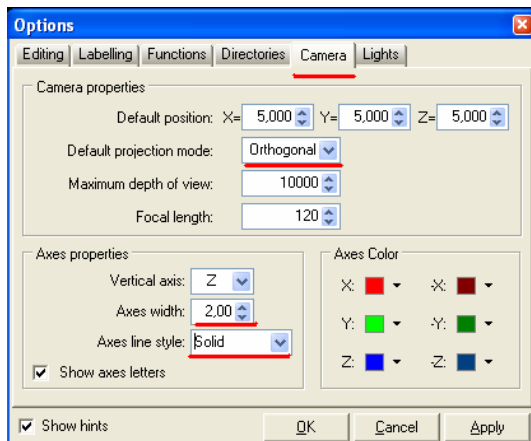 Options
Editing Labelling Functions Directories Camera Lights
Camera properties
Default position: X= 5,000 Y= 5,000 Z= 5,000
Default projection mode: Orthogonal
Maximum depth of view: 10000
Focal length: 120
Axes properties
Vertical axis: Z
Axes width: 2,00
Axes line style: Solid
Show axes letters
Axes Color
X: -X:
Y: -Y:
Z: -Z:
Show hints OK Cancel Apply